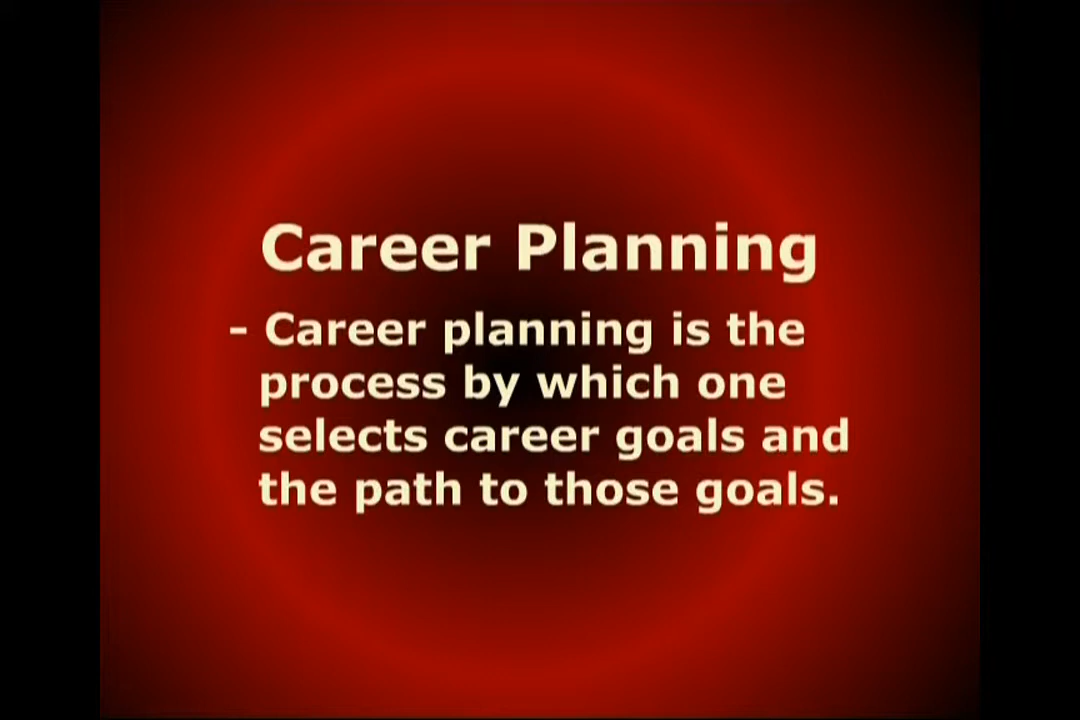 Career Planning
- Career planning is the
process by which one
selects career goals and
the path to those goals.